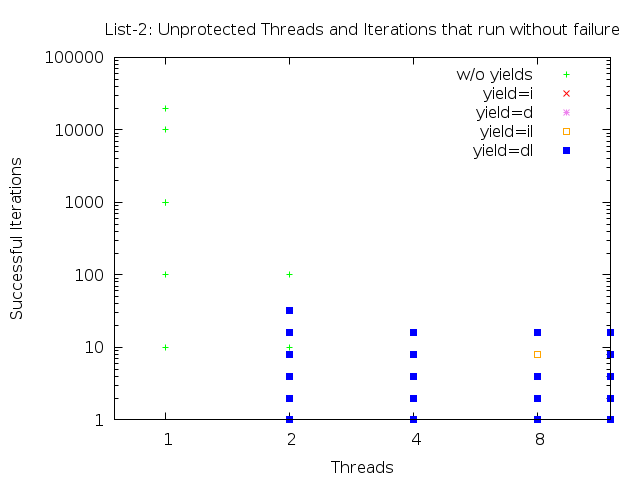 List-2: Unprotected Threads and Iterations that run without failure
100000
10000
1000
100
10
1
Successful Iterations
w/o yields
yield=i
yield=d
yield=il
yield=dl
1 2 4 8
Threads